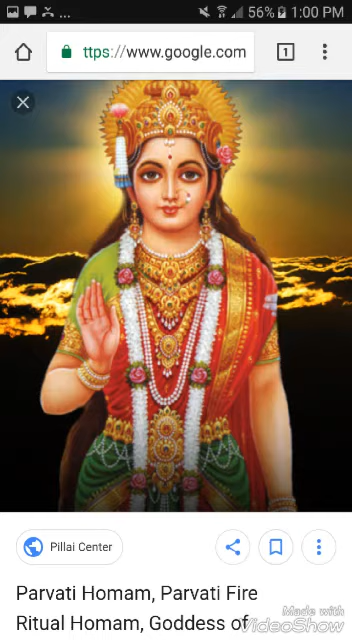 56% 1:00 PM
ttps://www.google.com 1
Pillai Center
Parvati Homam, Parvati Fire
Ritual Homam, Goddess of
Made with
VideoShow